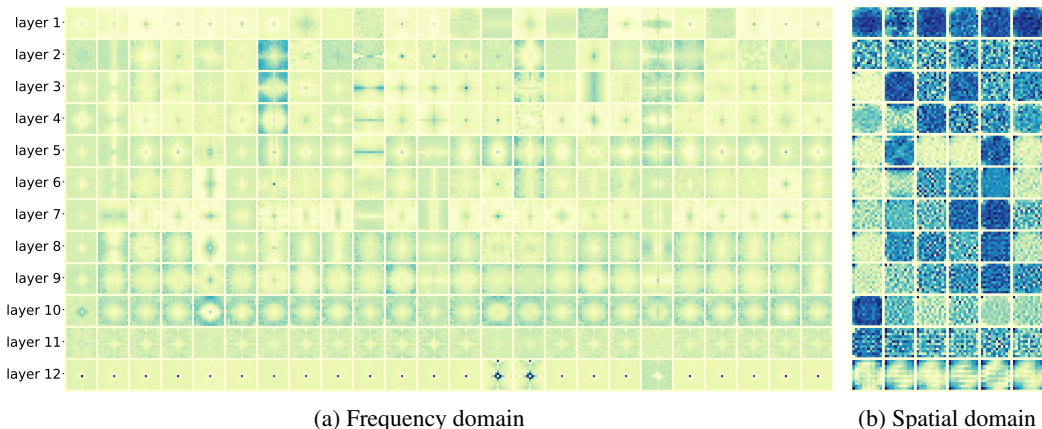 layer 1
layer 2
layer 3
layer 4
layer 5
layer 6
layer 7
layer 8
layer 9
layer 10
layer 11
layer 12
(a) Frequency domain
(b) Spatial domain